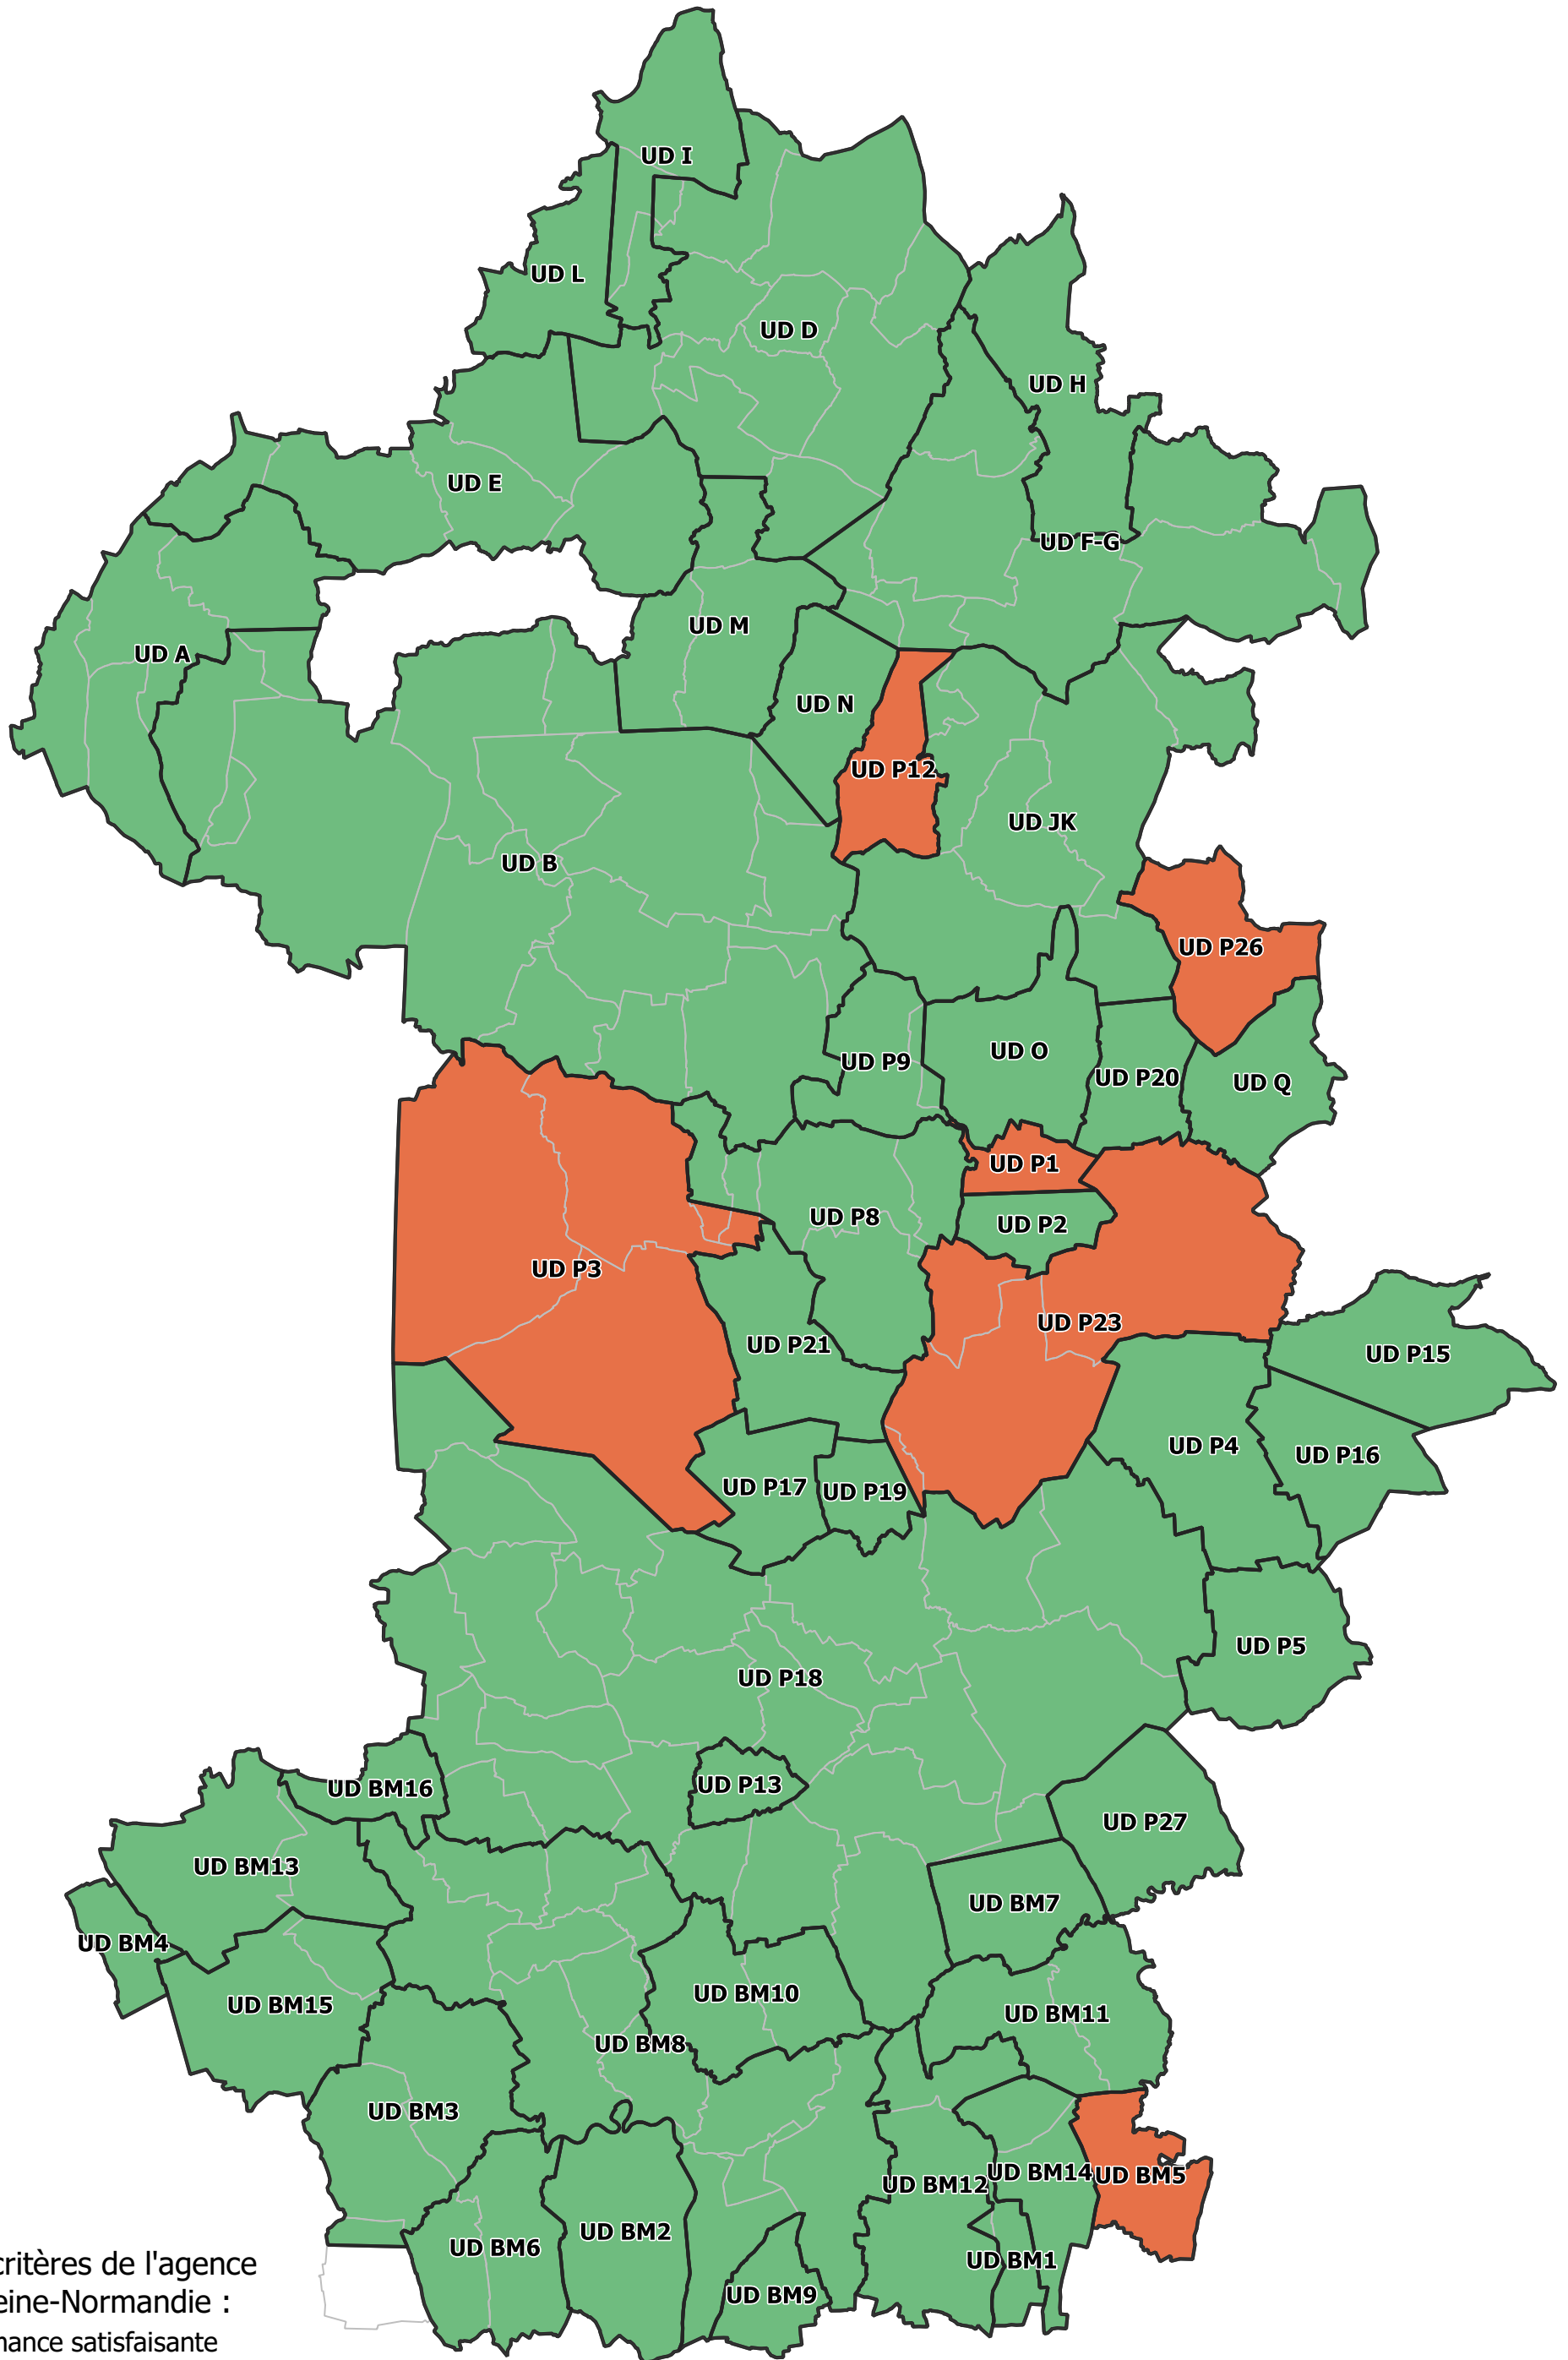 UD I
UD L
UD D
UD H
UD E
UD F-G
UD M
UD A
UD N
UD P12
UD JK
UD B
UD P26
UD O
UD P9
UD P20
UD Q
UD P1
UD P8
UD P2
UD P3
UD P23
UD P21
UD P15
UD P4
UD P16
UD P17
UD P19
UD P5
UD P18
UD P13
UD BM16
UD P27
UD BM13
UD BM7
UD BM4
UD BM10
UD BM15
UD BM11
UD BM8
UD BM3
UD BM14
UD BM5
UD BM12
UD BM2
UD BM6
UD BM1
UD BM9
critères de l'agence
eine-Normandie :
mance satisfaisante